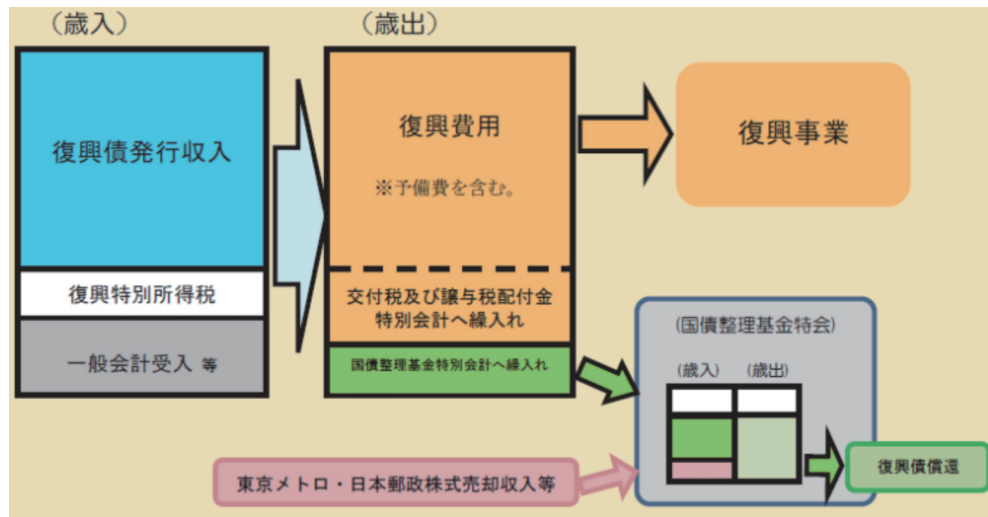 （歳入）
（歳出）
復興債発行収入
復興特別所得税
一般会計受入 等
復興費用
※予備費を含む。
交付税及び譲与税配付金
特別会計へ繰入れ
国債整理基金特別会計へ繰入れ
復興事業
(国債整理基金特会)
(歳入)
(歳出)
復興債償還
東京メトロ・日本郵政株式売却収入等